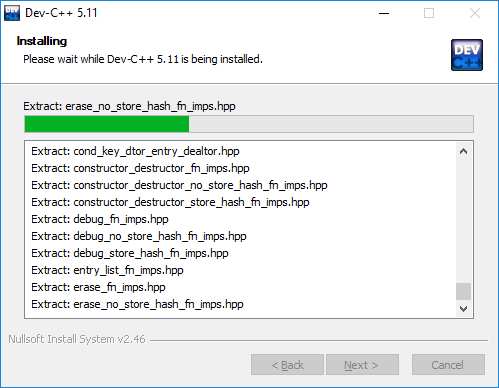 Dev-C++ 5.11
Installing
Please wait while Dev-C++ 5.11 is being installed.
DEV
C++
Extract: erase_no_store_hash_fn_imps.hpp
Extract: cond_key_dtor_entry_dealtor.hpp
Extract: constructor_destructor_fn_imps.hpp
Extract: constructor_destructor_no_store_hash_fn_imps.hpp
Extract: constructor_destructor_store_hash_fn_imps.hpp
Extract: debug_fn_imps.hpp
Extract: debug_no_store_hash_fn_imps.hpp
Extract: debug_store_hash_fn_imps.hpp
Extract: entry_list_fn_imps.hpp
Extract: erase_fn_imps.hpp
Extract: erase_no_store_hash_fn_imps.hpp
Nullsoft Install System v2.46
< Back Next > Cancel